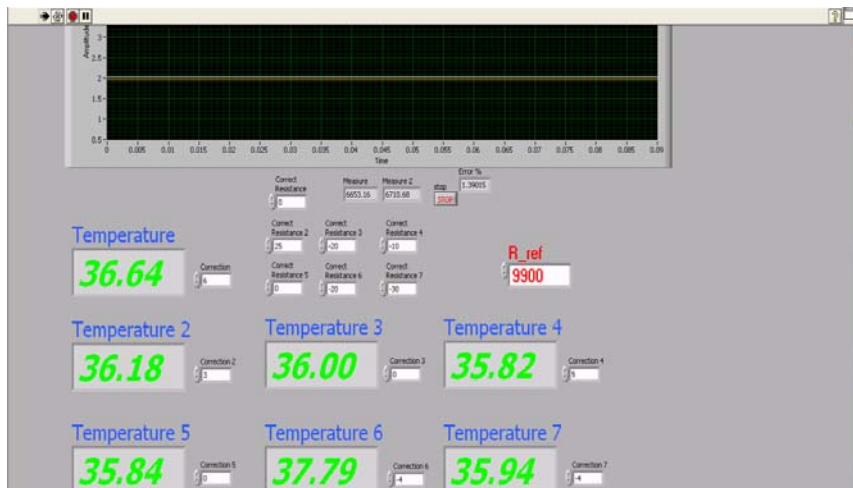 Amplitude
3
2.5
2
1.5
1
0.5
0 0.005 0.01 0.015 0.02 0.025 0.03 0.035 0.04 0.045 0.05 0.055 0.06 0.065 0.07 0.075 0.08 0.085 0.09
Time
Correct Resistance
0
Measure
6653.16
Measure 2
6710.68
stop
STOP
Error %
1.39015
Correct Resistance 2
25
Correct Resistance 3
-20
Correct Resistance 4
-10
Correct Resistance 5
0
Correct Resistance 6
-20
Correct Resistance 7
-30
R_ref
9900
Temperature
36.64
Correction
6
Temperature 2
36.18
Correction 2
3
Temperature 3
36.00
Correction 3
0
Temperature 4
35.82
Correction 4
5
Temperature 5
35.84
Correction 5
0
Temperature 6
37.79
Correction 6
-4
Temperature 7
35.94
Correction 7
-4